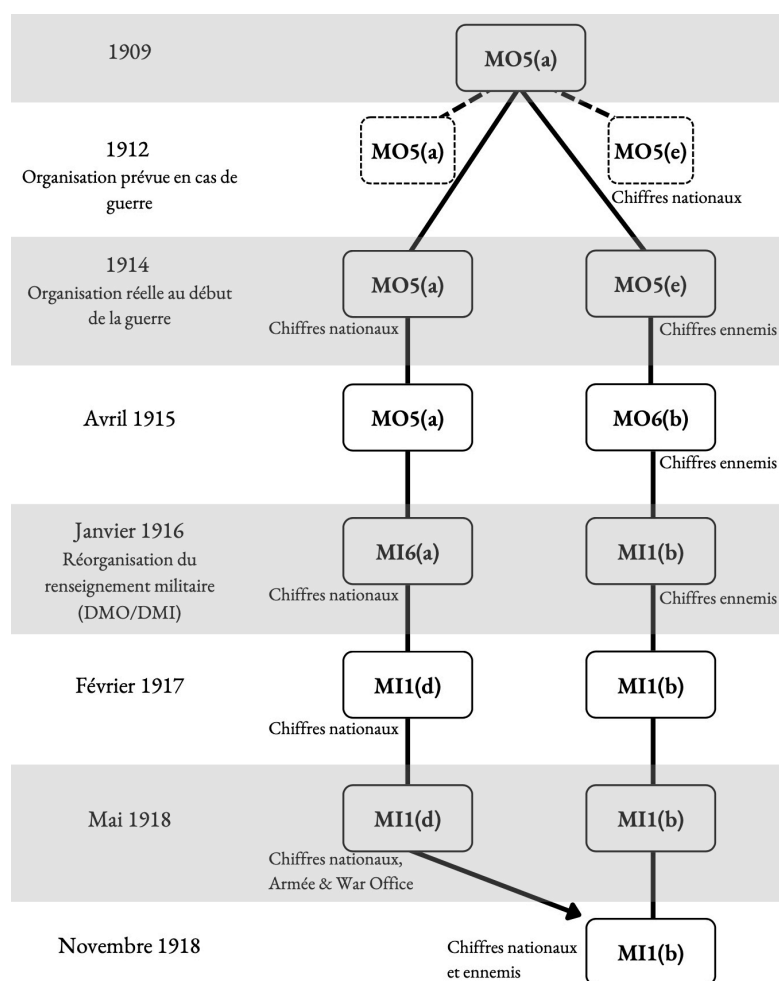 1909
MO5(a)
1912
Organisation prévue en cas de
guerre
MO5(a)
MO5(e)
Chiffres nationaux
1914
Organisation réelle au début
de la guerre
MO5(a)
Chiffres nationaux
MO5(e)
Chiffres ennemis
Avril 1915
MO5(a)
MO6(b)
Chiffres ennemis
Janvier 1916
Réorganisation du
renseignement militaire
(DMO/DMI)
MI6(a)
Chiffres nationaux
MI1(b)
Chiffres ennemis
Février 1917
MI1(d)
Chiffres nationaux
MI1(b)
Mai 1918
MI1(d)
Chiffres nationaux,
Armée & War Office
MI1(b)
Novembre 1918
Chiffres nationaux
et ennemis
MI1(b)